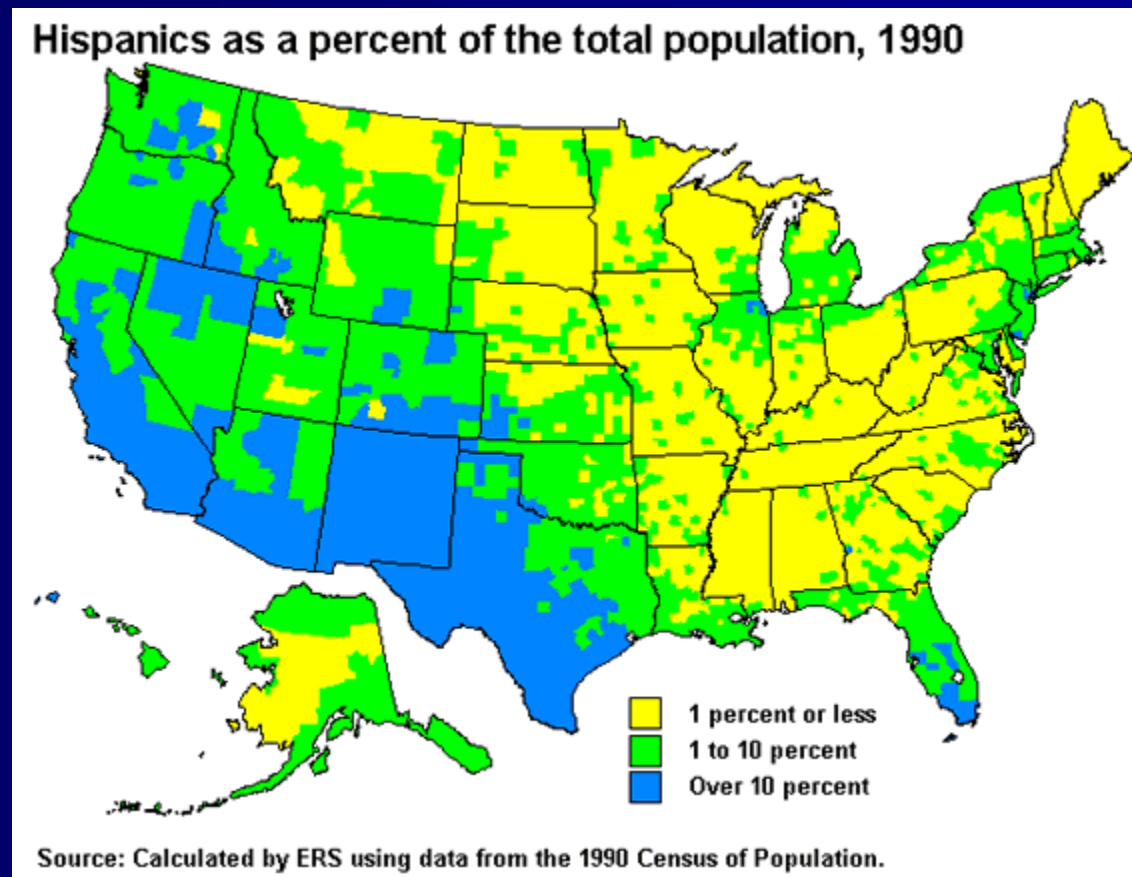 Hispanics as a percent of the total population, 1990
1 percent or less
1 to 10 percent
Over 10 percent
Source: Calculated by ERS using data from the 1990 Census of Population.